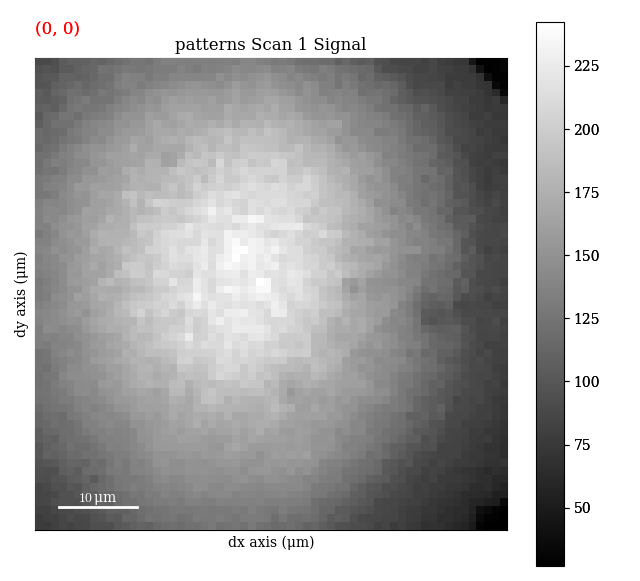 (0, 0)
patterns Scan 1 Signal
225
200
175
150
125
100
75
50
dy axis (μm)
10 μm
dx axis (μm)